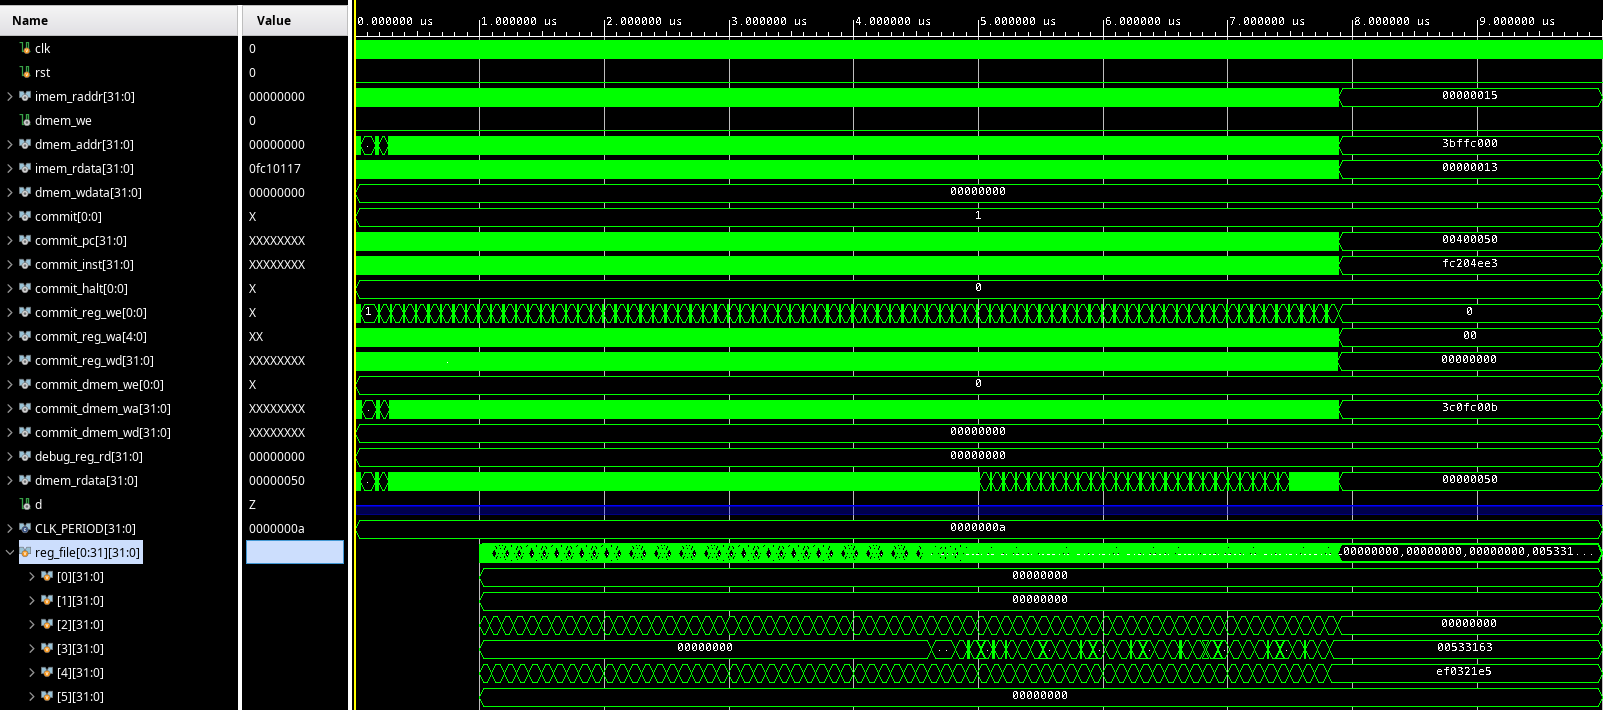 Name Value 0.000000 us 1.000000 us 2.000000 us 3.000000 us 4.000000 us 5.000000 us 6.000000 us 7.000000 us 8.000000 us 9.000000 us
clk 0
rst 0
imem_raddr[31:0] 00000000 00000015
dmem_we 0
dmem_addr[31:0] 00000000 3bffc000
imem_rdata[31:0] 0fc10117 00000013
dmem_wdata[31:0] 00000000 00000000
commit[0:0] X 1
commit_pc[31:0] XXXXXXXX 00400050
commit_inst[31:0] XXXXXXXX fc204ee3
commit_halt[0:0] X 0
commit_reg_we[0:0] X 1 0
commit_reg_wa[4:0] XX 00
commit_reg_wd[31:0] XXXXXXXX 00000000
commit_dmem_we[0:0] X 0
commit_dmem_wa[31:0] XXXXXXXX 3c0fc00b
commit_dmem_wd[31:0] XXXXXXXX 00000000
debug_reg_rd[31:0] 00000000 00000000
dmem_rdata[31:0] 00000050 00000050
d Z
CLK_PERIOD[31:0] 0000000a 0000000a
reg_file[0:31][31:0] 00000000,00000000,00000000,005331...
[0][31:0] 00000000
[1][31:0] 00000000
[2][31:0] 00000000
[3][31:0] 00000000 .. 00533163
[4][31:0] ef0321e5
[5][31:0] 00000000